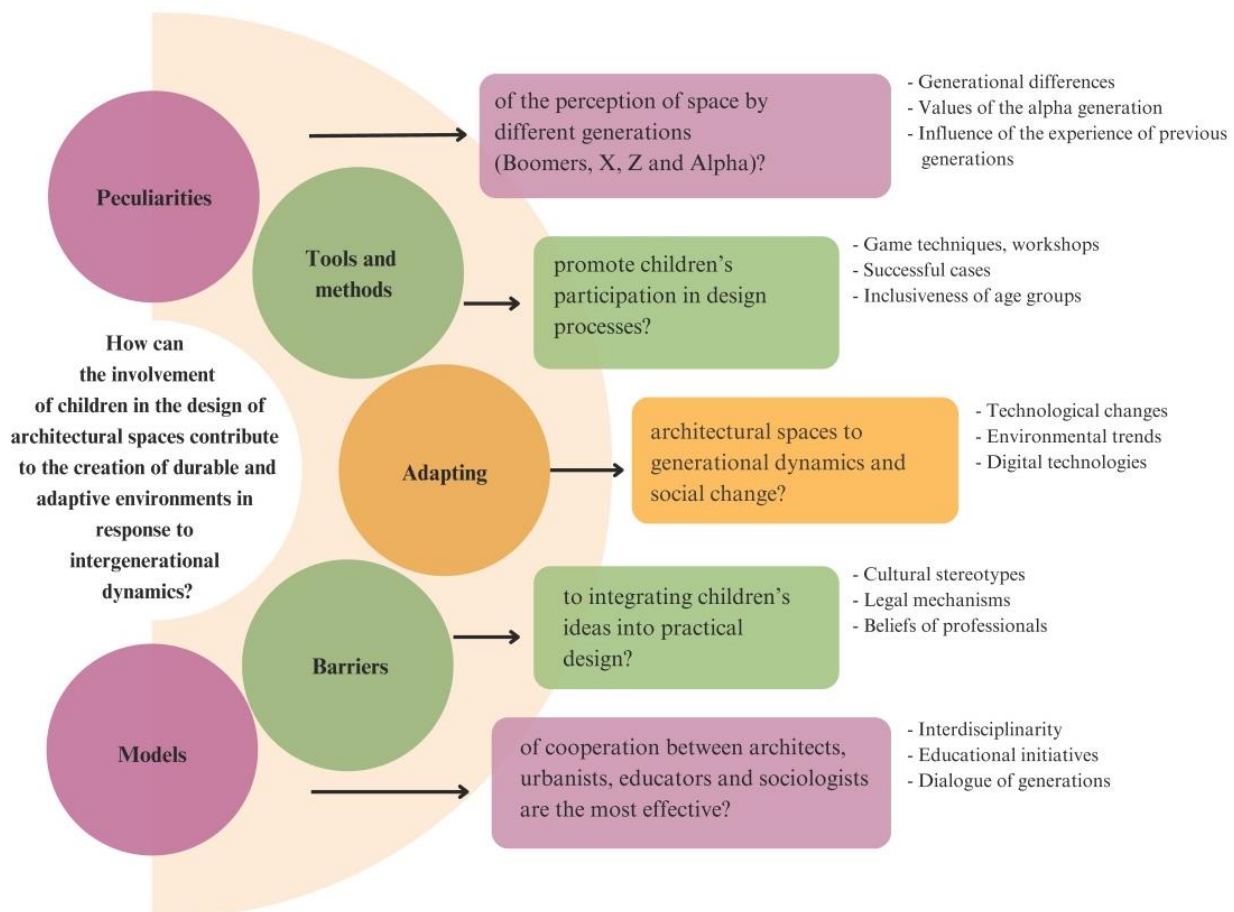 Peculiarities
of the perception of space by
different generations
(Boomers, X, Z and Alpha)?
- Generational differences
- Values of the alpha generation
- Influence of the experience of previous
generations
Tools and
methods
promote children's
participation in design
processes?
- Game techniques, workshops
- Successful cases
- Inclusiveness of age groups
How can
the involvement
of children in the design of
architectural spaces contribute
to the creation of durable and
adaptive environments in
response to
intergenerational
dynamics?
Adapting
architectural spaces to
generational dynamics and
social change?
- Technological changes
- Environmental trends
- Digital technologies
Barriers
to integrating children's
ideas into practical
design?
- Cultural stereotypes
- Legal mechanisms
- Beliefs of professionals
Models
of cooperation between architects,
urbanists, educators and sociologists
are the most effective?
- Interdisciplinarity
- Educational initiatives
- Dialogue of generations